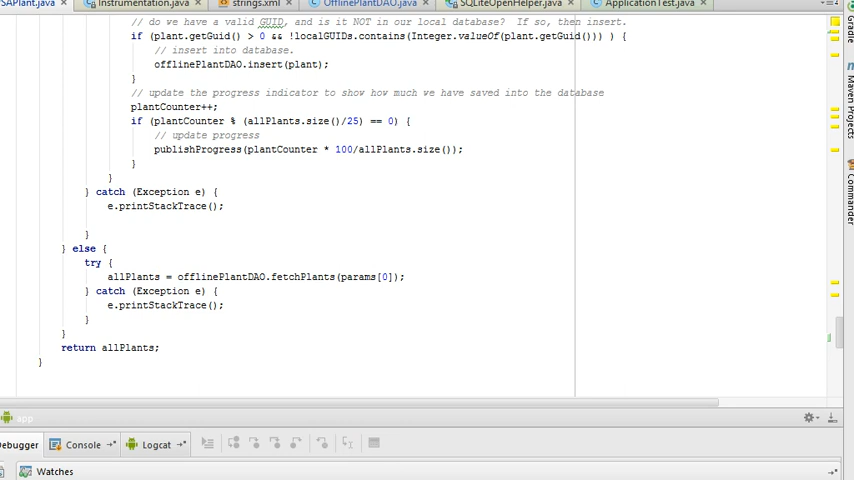 SAPlant.java Instrumentation.java strings.xml OfflinePlantDAO.java SQLiteOpenHelper.java ApplicationTest.java
// do we have a valid GUID, and is it NOT in our local database?  If so, then insert.
if (plant.getGuid() > 0 && !localGUIDs.contains(Integer.valueOf(plant.getGuid())) ) {
// insert into database.
offlinePlantDAO.insert(plant);
}
// update the progress indicator to show how much we have saved into the database
plantCounter++;
if (plantCounter % (allPlants.size()/25) == 0) {
// update progress
publishProgress(plantCounter * 100/allPlants.size());
}
}
} catch (Exception e) {
e.printStackTrace();
}
} else {
try {
allPlants = offlinePlantDAO.fetchPlants(params[0]);
} catch (Exception e) {
e.printStackTrace();
}
}
return allPlants;
}
Gradle
Maven Projects
Commander
app
Debugger Console Logcat
Watches